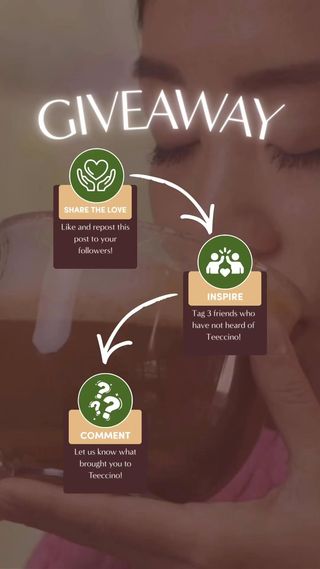 GIVEAWAY
SHARE THE LOVE
Like and repost this
post to your
followers!
INSPIRE
Tag 3 friends who
have not heard of
Teeccino!
COMMENT
Let us know what
brought you to
Teeccino!